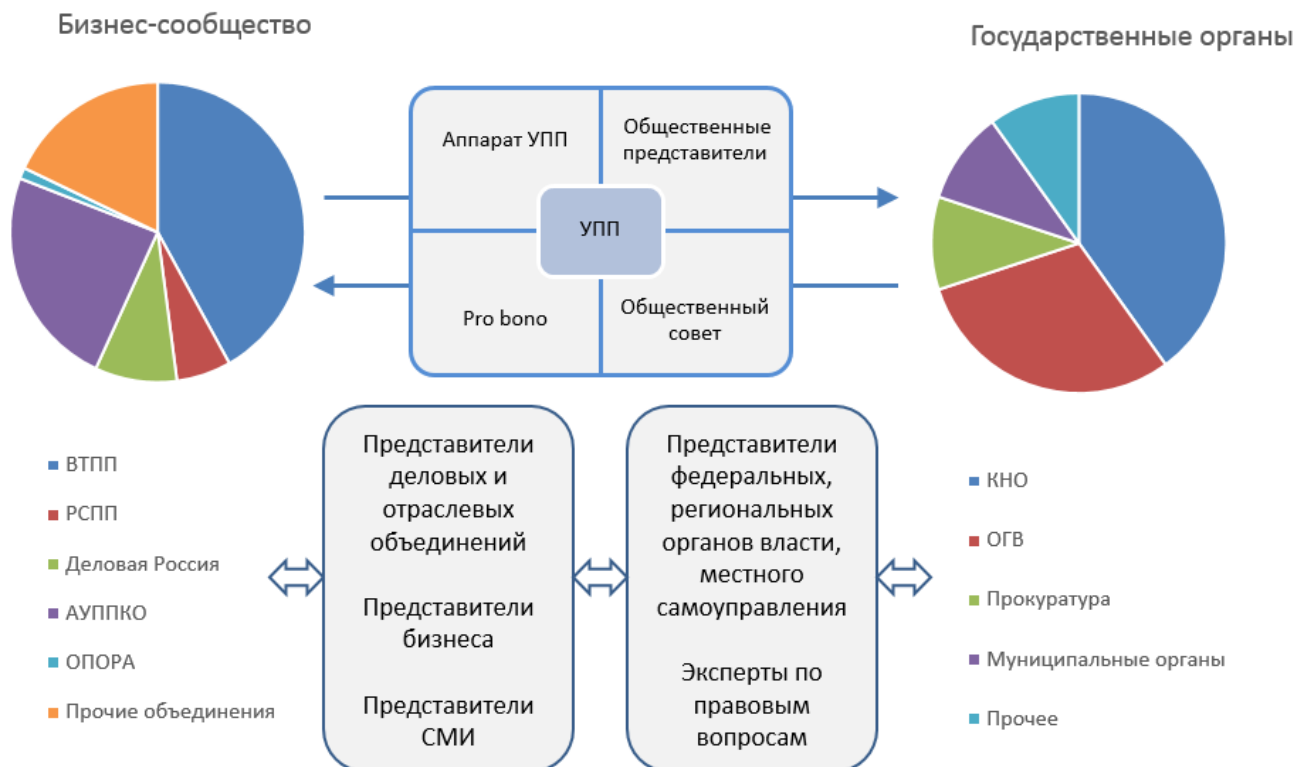 Бизнес-сообщество
Государственные органы
Аппарат УПП
Общественные
представители
УПП
Pro bono
Общественный
совет
ВТПП
РСПП
Деловая Россия
АУППКО
ОПОРА
Прочие объединения
Представители
деловых и
отраслевых
объединений
Представители
бизнеса
Представители
СМИ
Представители
федеральных,
региональных
органов власти,
местного
самоуправления
Эксперты по
правовым
вопросам
КНО
ОГВ
Прокуратура
Муниципальные органы
Прочее